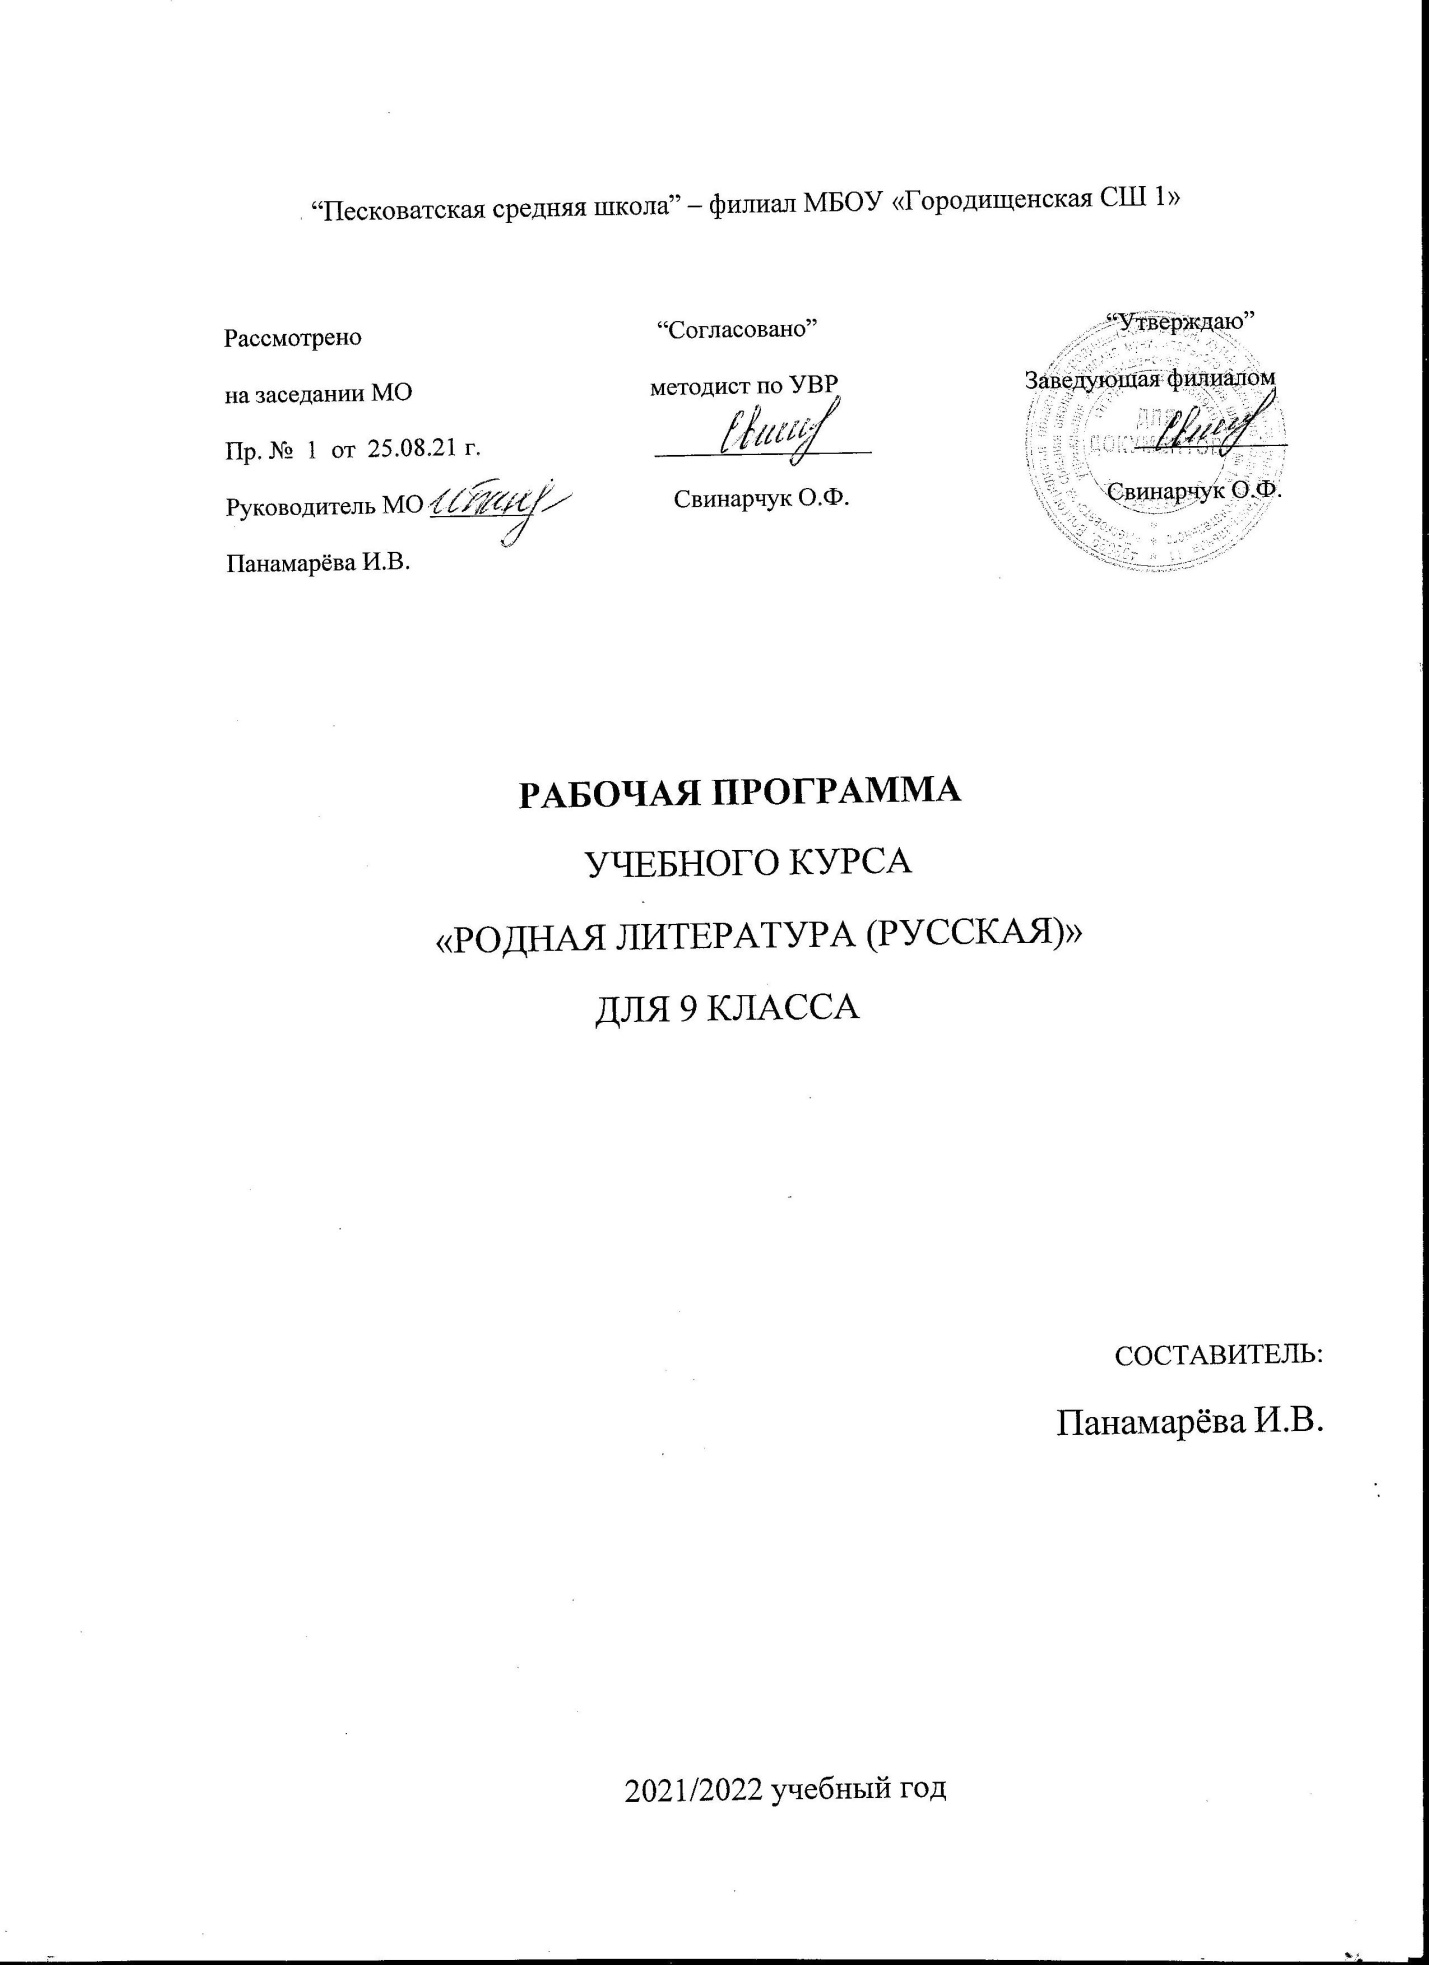 “Песковатская средняя школа” – филиал МБОУ «Городищенская СШ 1»
Рассмотрено
на заседании МО
Пр. № 1 от 25.08.21 г.
Руководитель МО
Панамарёва И.В.
“Согласовано”
методист по УВР
Свинарчук О.Ф.
“Утверждаю”
Заведующая филиалом
ДЛЯ
ДОКУМЕНТОВ
Свинарчук О.Ф.
РАБОЧАЯ ПРОГРАММА
УЧЕБНОГО КУРСА
«РОДНАЯ ЛИТЕРАТУРА (РУССКАЯ)»
ДЛЯ 9 КЛАССА
СОСТАВИТЕЛЬ:
Панамарёва И.В.
2021/2022 учебный год